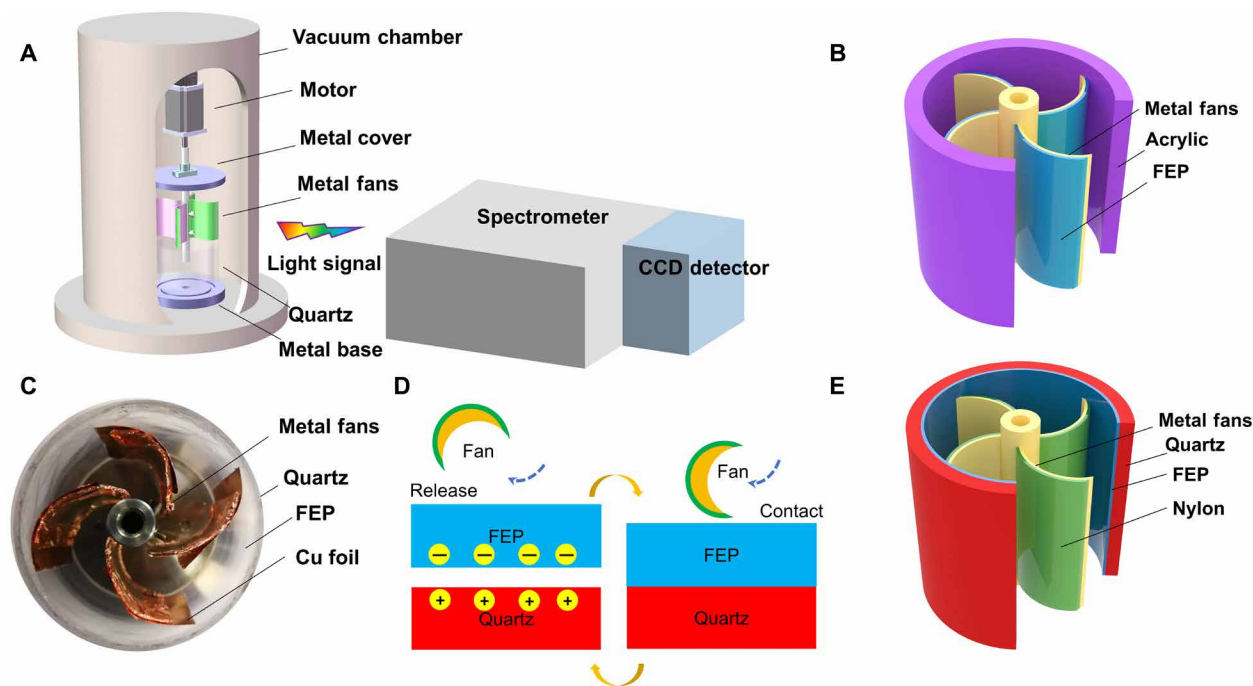 A
Vacuum chamber
Motor
Metal cover
Metal fans
Light signal
Quartz
Metal base
Spectrometer
CCD detector
B
Metal fans
Acrylic
FEP
C
Metal fans
Quartz
FEP
Cu foil
D
Fan
Release
FEP
− − − −
+ + + +
Quartz
Fan
Contact
FEP
Quartz
E
Metal fans
Quartz
FEP
Nylon